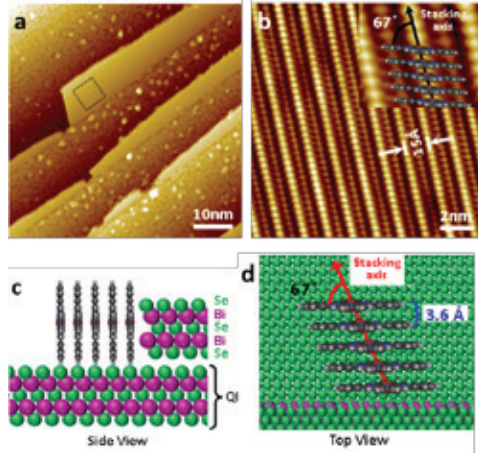 a
10nm
b
67°
Stacking
axis
15Å
2nm
c
Se
Bi
Se
Bi
Se
QL
Side View
d
Stacking
axis
67°
3.6 Å
Top View